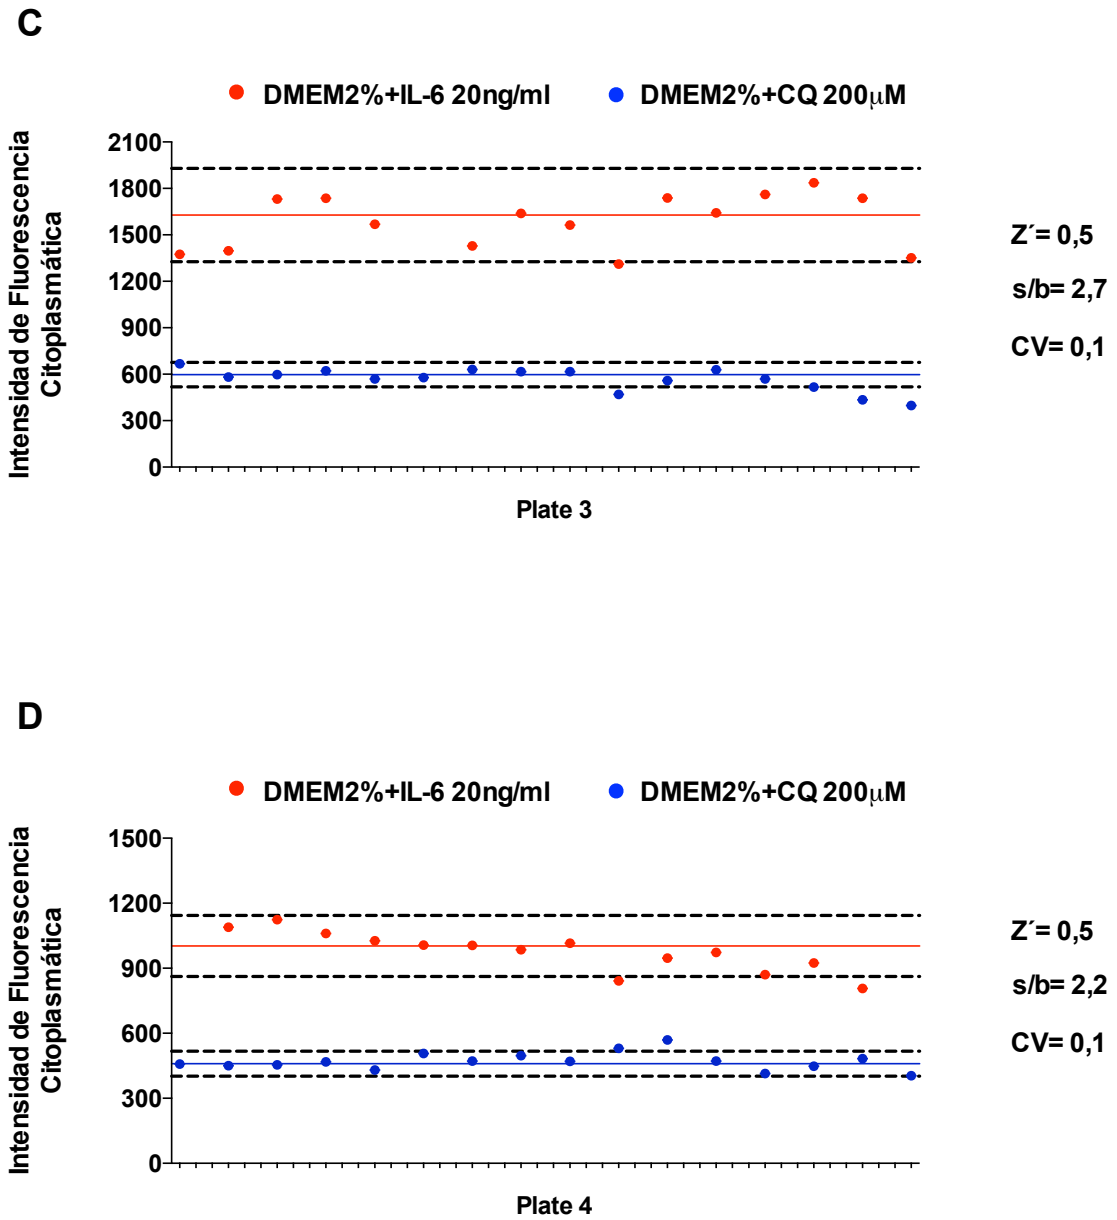 C
DMEM2%+IL-6 20ng/ml DMEM2%+CQ 200μM
Intensidad de Fluorescencia
Citoplasmática
2100
1800
1500
1200
900
600
300
0
Z´= 0,5
s/b= 2,7
CV= 0,1
Plate 3
D
DMEM2%+IL-6 20ng/ml DMEM2%+CQ 200μM
Intensidad de Fluorescencia
Citoplasmática
1500
1200
900
600
300
0
Z´= 0,5
s/b= 2,2
CV= 0,1
Plate 4